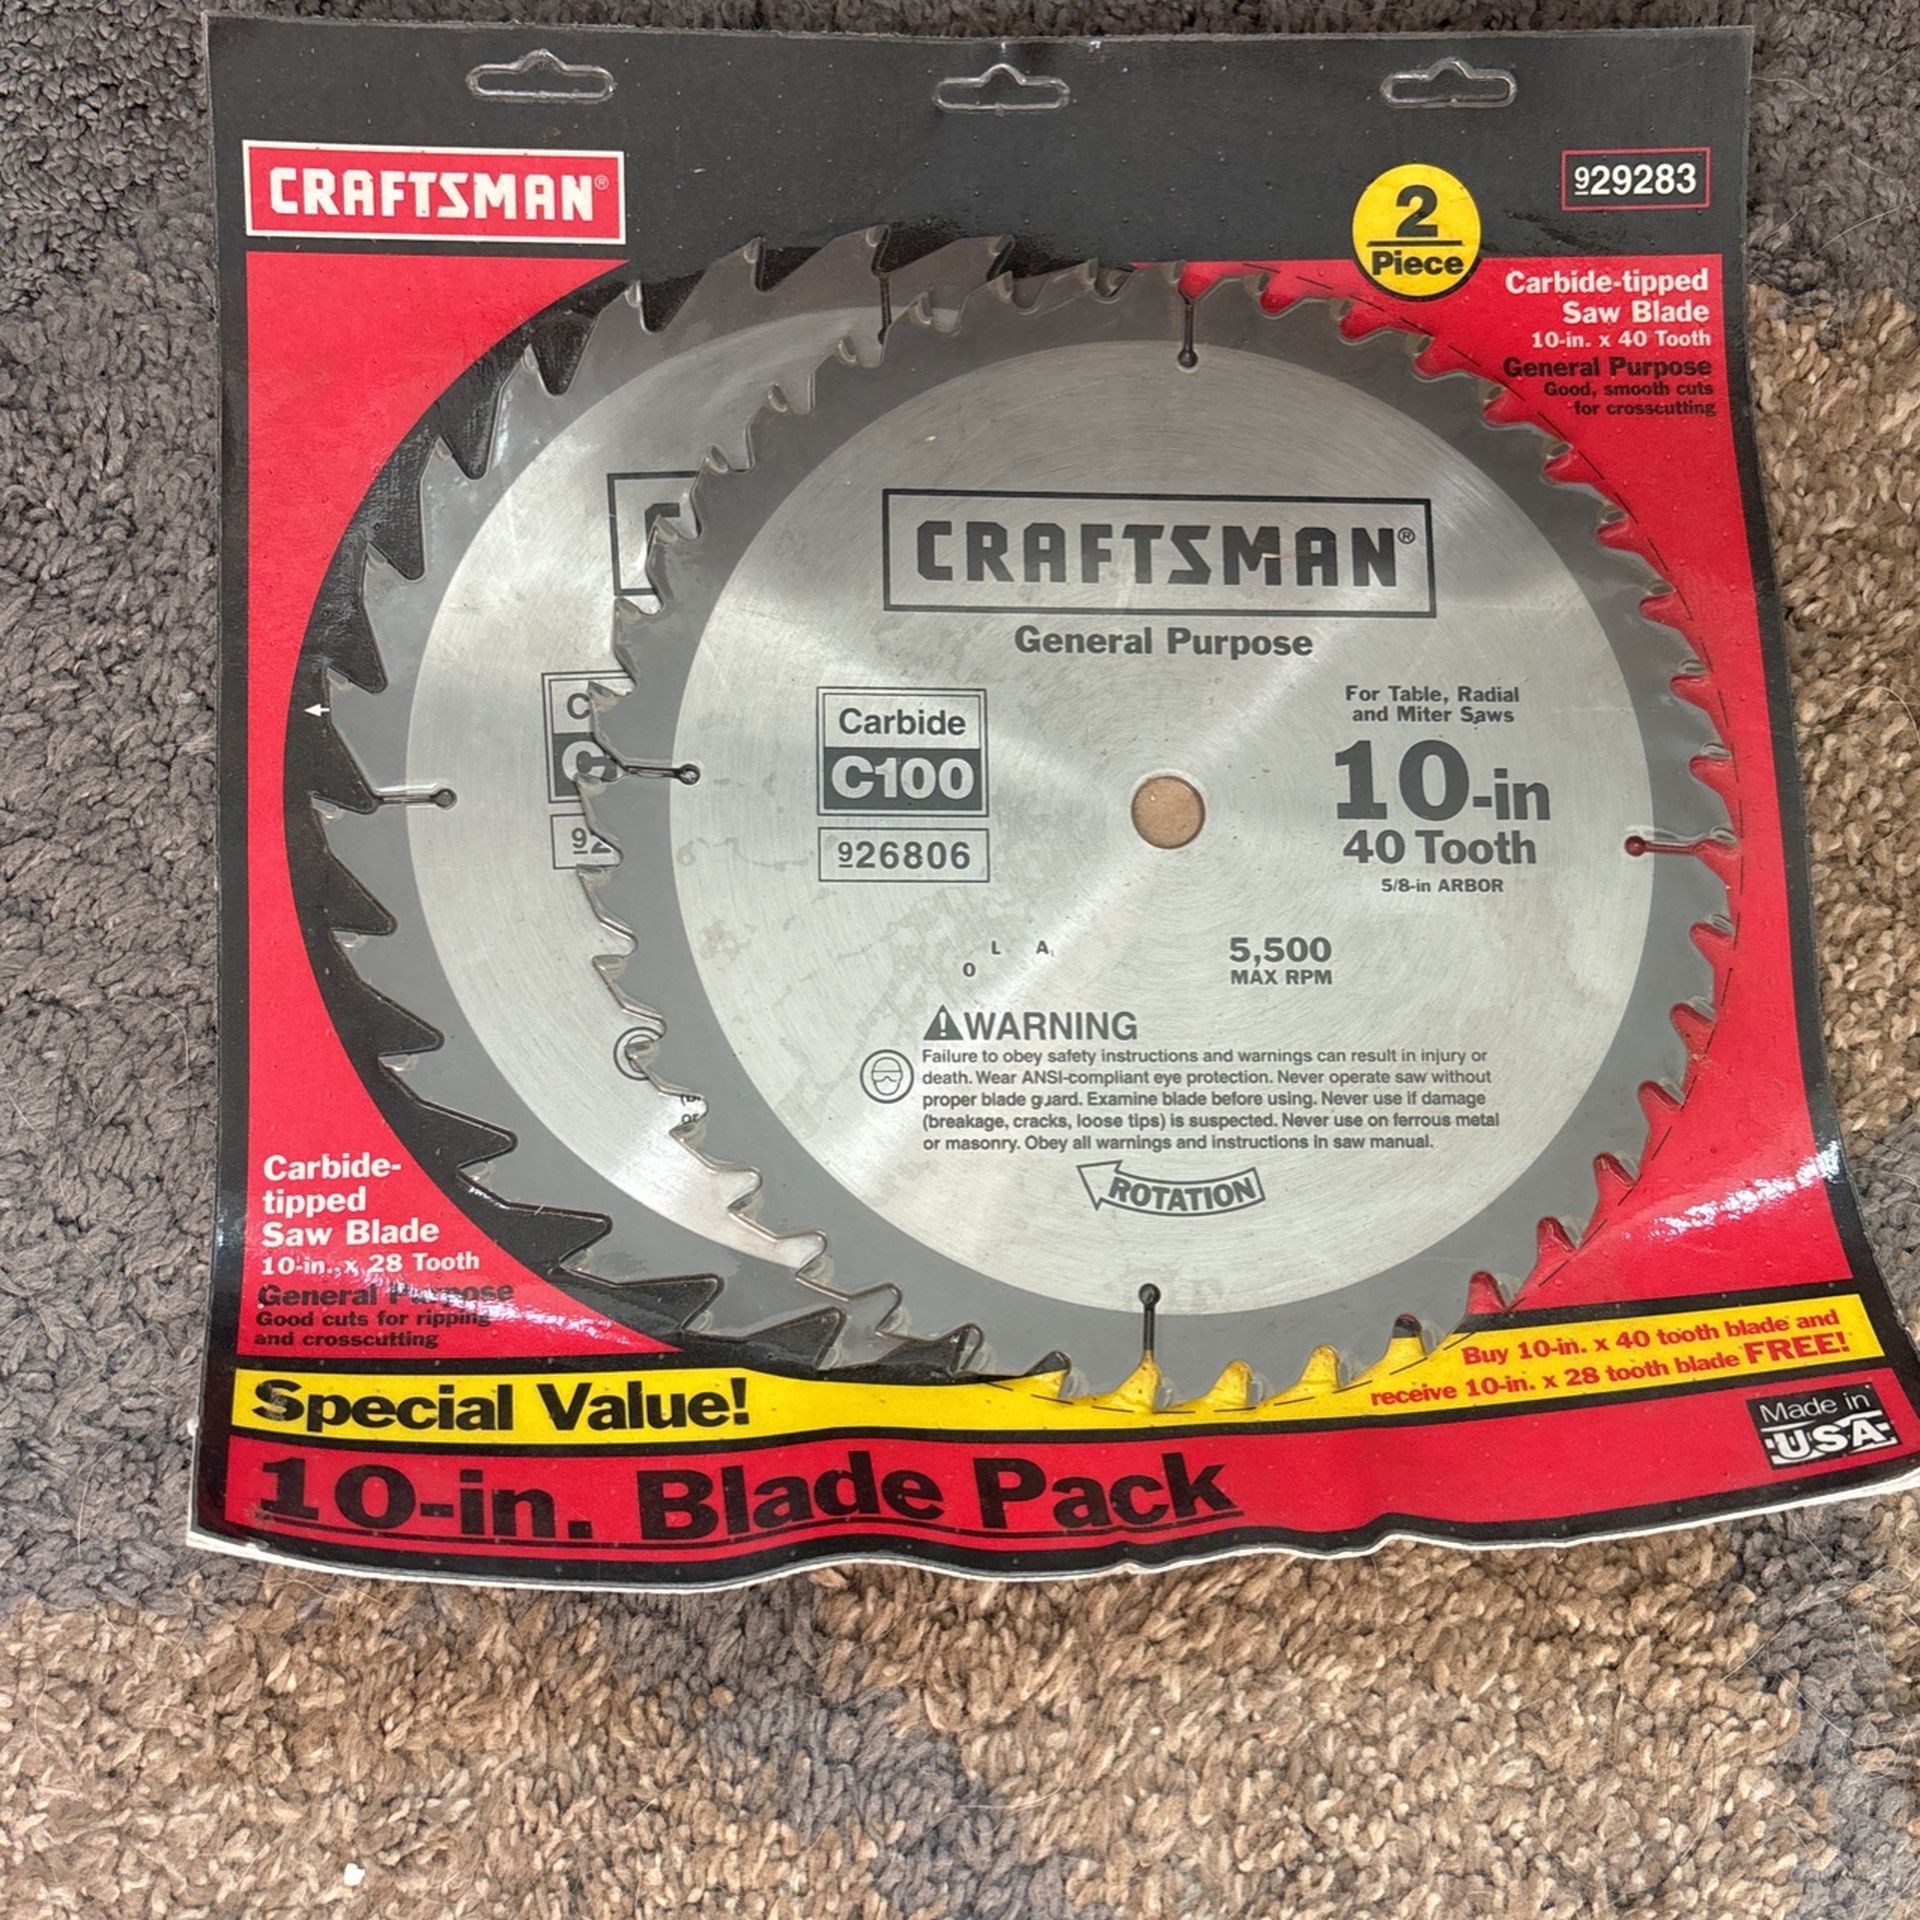 CRAFTSMAN®
929283
2
Piece
Carbide-tipped
Saw Blade
10-in. x 40 Tooth
General Purpose
Good, smooth cuts
for crosscutting
CRAFTSMAN®
General Purpose
Carbide
C100
926806
For Table, Radial
and Miter Saws
10-in
40 Tooth
5/8-in ARBOR
L A
O
5,500
MAX RPM
WARNING
Failure to obey safety instructions and warnings can result in injury or
death. Wear ANSI-compliant eye protection. Never operate saw without
proper blade guard. Examine blade before using. Never use if damage
(breakage, cracks, loose tips) is suspected. Never use on ferrous metal
or masonry. Obey all warnings and instructions in saw manual.
ROTATION
C
C
92
or
Carbide-
tipped
Saw Blade
10-in. x 28 Tooth
General Purpose
Good cuts for ripping
and crosscutting
Buy 10-in. x 40 tooth blade and
receive 10-in. x 28 tooth blade FREE!
Special Value!
10-in. Blade Pack
Made in
USA